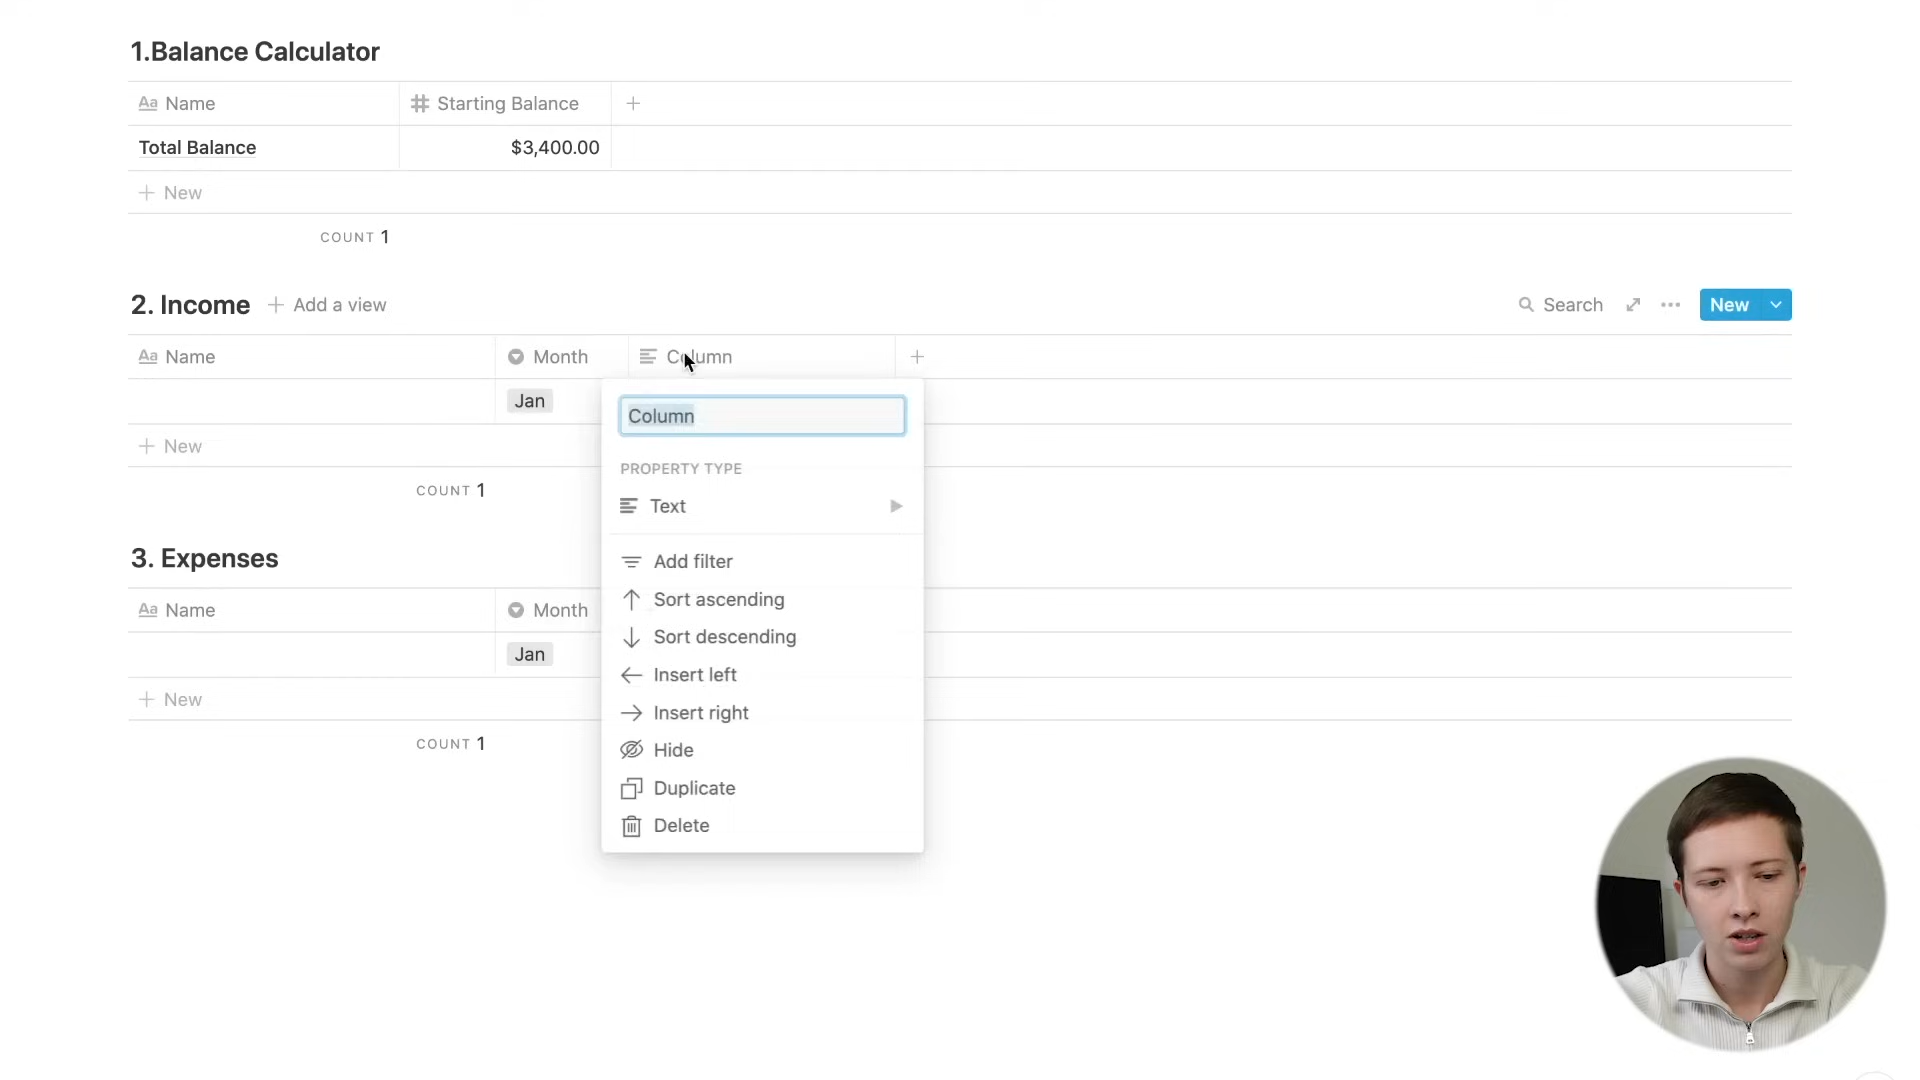 1.Balance Calculator
Aa Name
Starting Balance
Total Balance
$3,400.00
New
COUNT 1
2. Income
Add a view
Search
New
Aa Name
Month
Column
Jan
New
COUNT 1
Column
PROPERTY TYPE
Text
Add filter
Sort ascending
Sort descending
Insert left
Insert right
Hide
Duplicate
Delete
3. Expenses
Aa Name
Month
Jan
New
COUNT 1